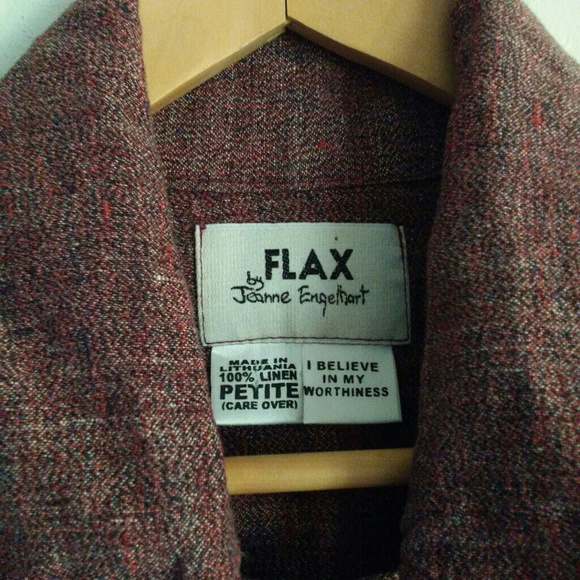 FLAX
by
Jeanne Engelhart
MADE IN
LITHUANIA
100% LINEN
PETITE
(CARE OVER)
I BELIEVE
IN MY
WORTHINESS